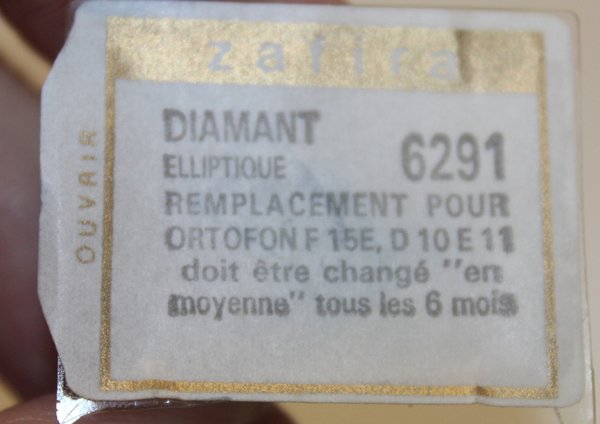 zafira
DIAMANT
ELLIPTIQUE 6291
REMPLACEMENT POUR
ORTOFON F 15E, D 10 E 11
doit être changé "en
moyenne" tous les 6 mois
OUVRIR